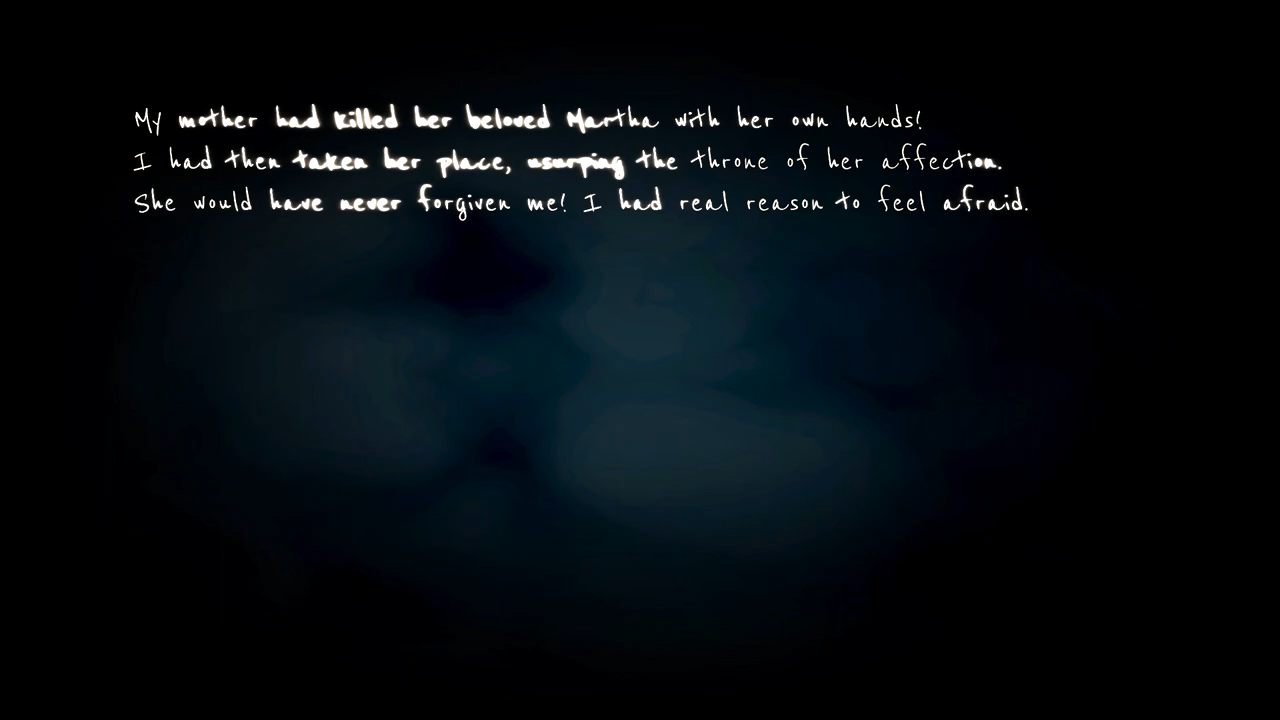 My mother had killed her beloved Martha with her own hands!
I had then taken her place, usurping the throne of her affection.
She would have never forgiven me! I had real reason to feel afraid.